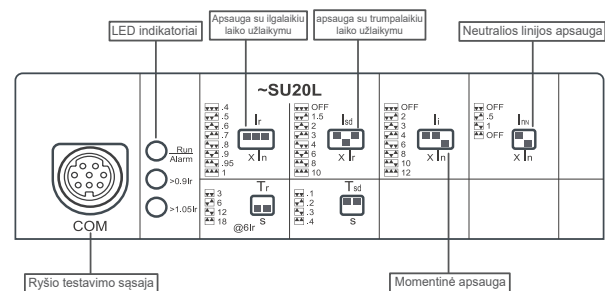 LED indikatoriai
Apsauga su ilgalaikiu
laiko užlaikymu
apsauga su trumpalaikiu
laiko užlaikymu
Neutralios linijos apsauga
~SU20L
.4
.5
.6
.7
.8
.9
.95
1
Ir
X In
OFF
1.5
2
3
4
6
8
10
Isd
X Ir
OFF
2
3
4
6
8
10
12
Ii
X In
OFF
.5
1
OFF
INN
X In
Run
Alarm
>0.9Ir
>1.05Ir
COM
3
6
12
18
Tr
s
@6Ir
.1
.2
.3
.4
Tsd
s
Ryšio testavimo sąsaja
Momentinė apsauga